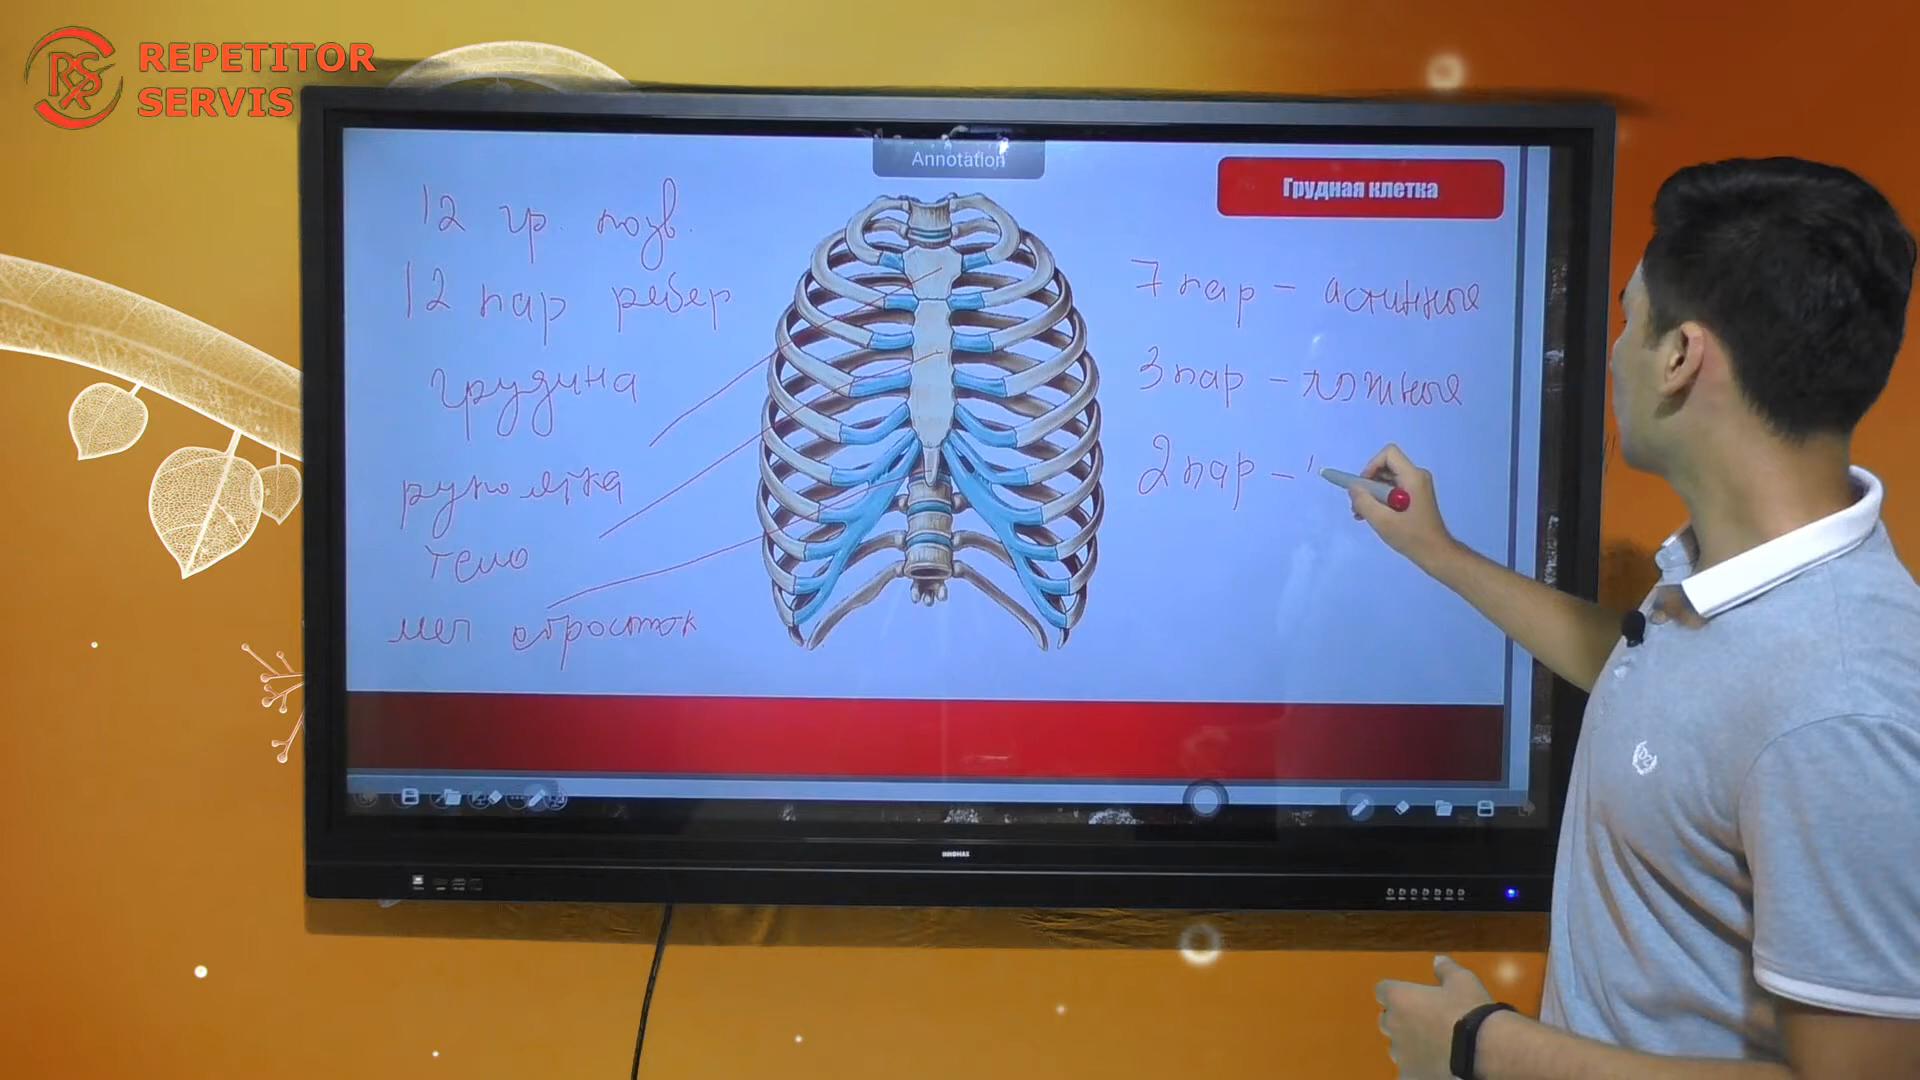 REPETITOR
SERVIS
Annotation
Грудная клетка
12 гр. позв.
12 пар ребер
грудина
рукоятка
тело
меч отросток
7 пар - истинные
3 пар - ложные
2 пар -